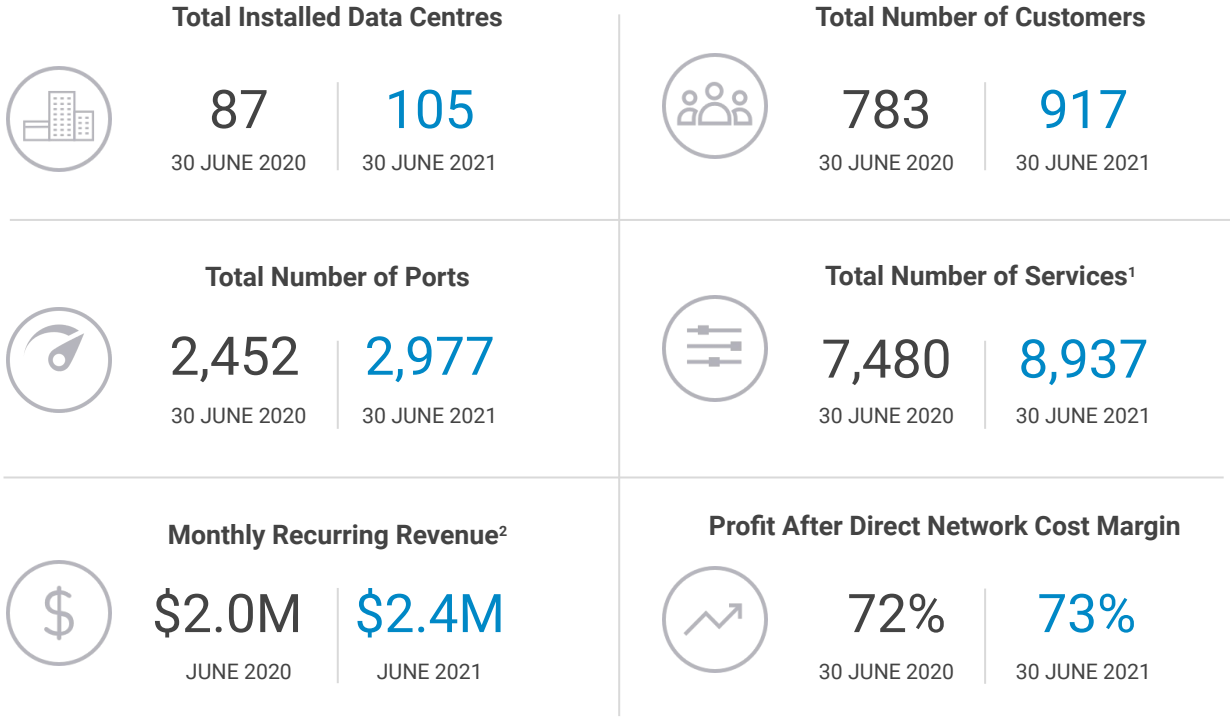 Total Installed Data Centres
87
105
30 JUNE 2020
30 JUNE 2021
Total Number of Customers
783
917
30 JUNE 2020
30 JUNE 2021
Total Number of Ports
2,452
2,977
30 JUNE 2020
30 JUNE 2021
Total Number of Services¹
7,480
8,937
30 JUNE 2020
30 JUNE 2021
Monthly Recurring Revenue²
$
$2.0M
$2.4M
JUNE 2020
JUNE 2021
Profit After Direct Network Cost Margin
72%
73%
30 JUNE 2020
30 JUNE 2021